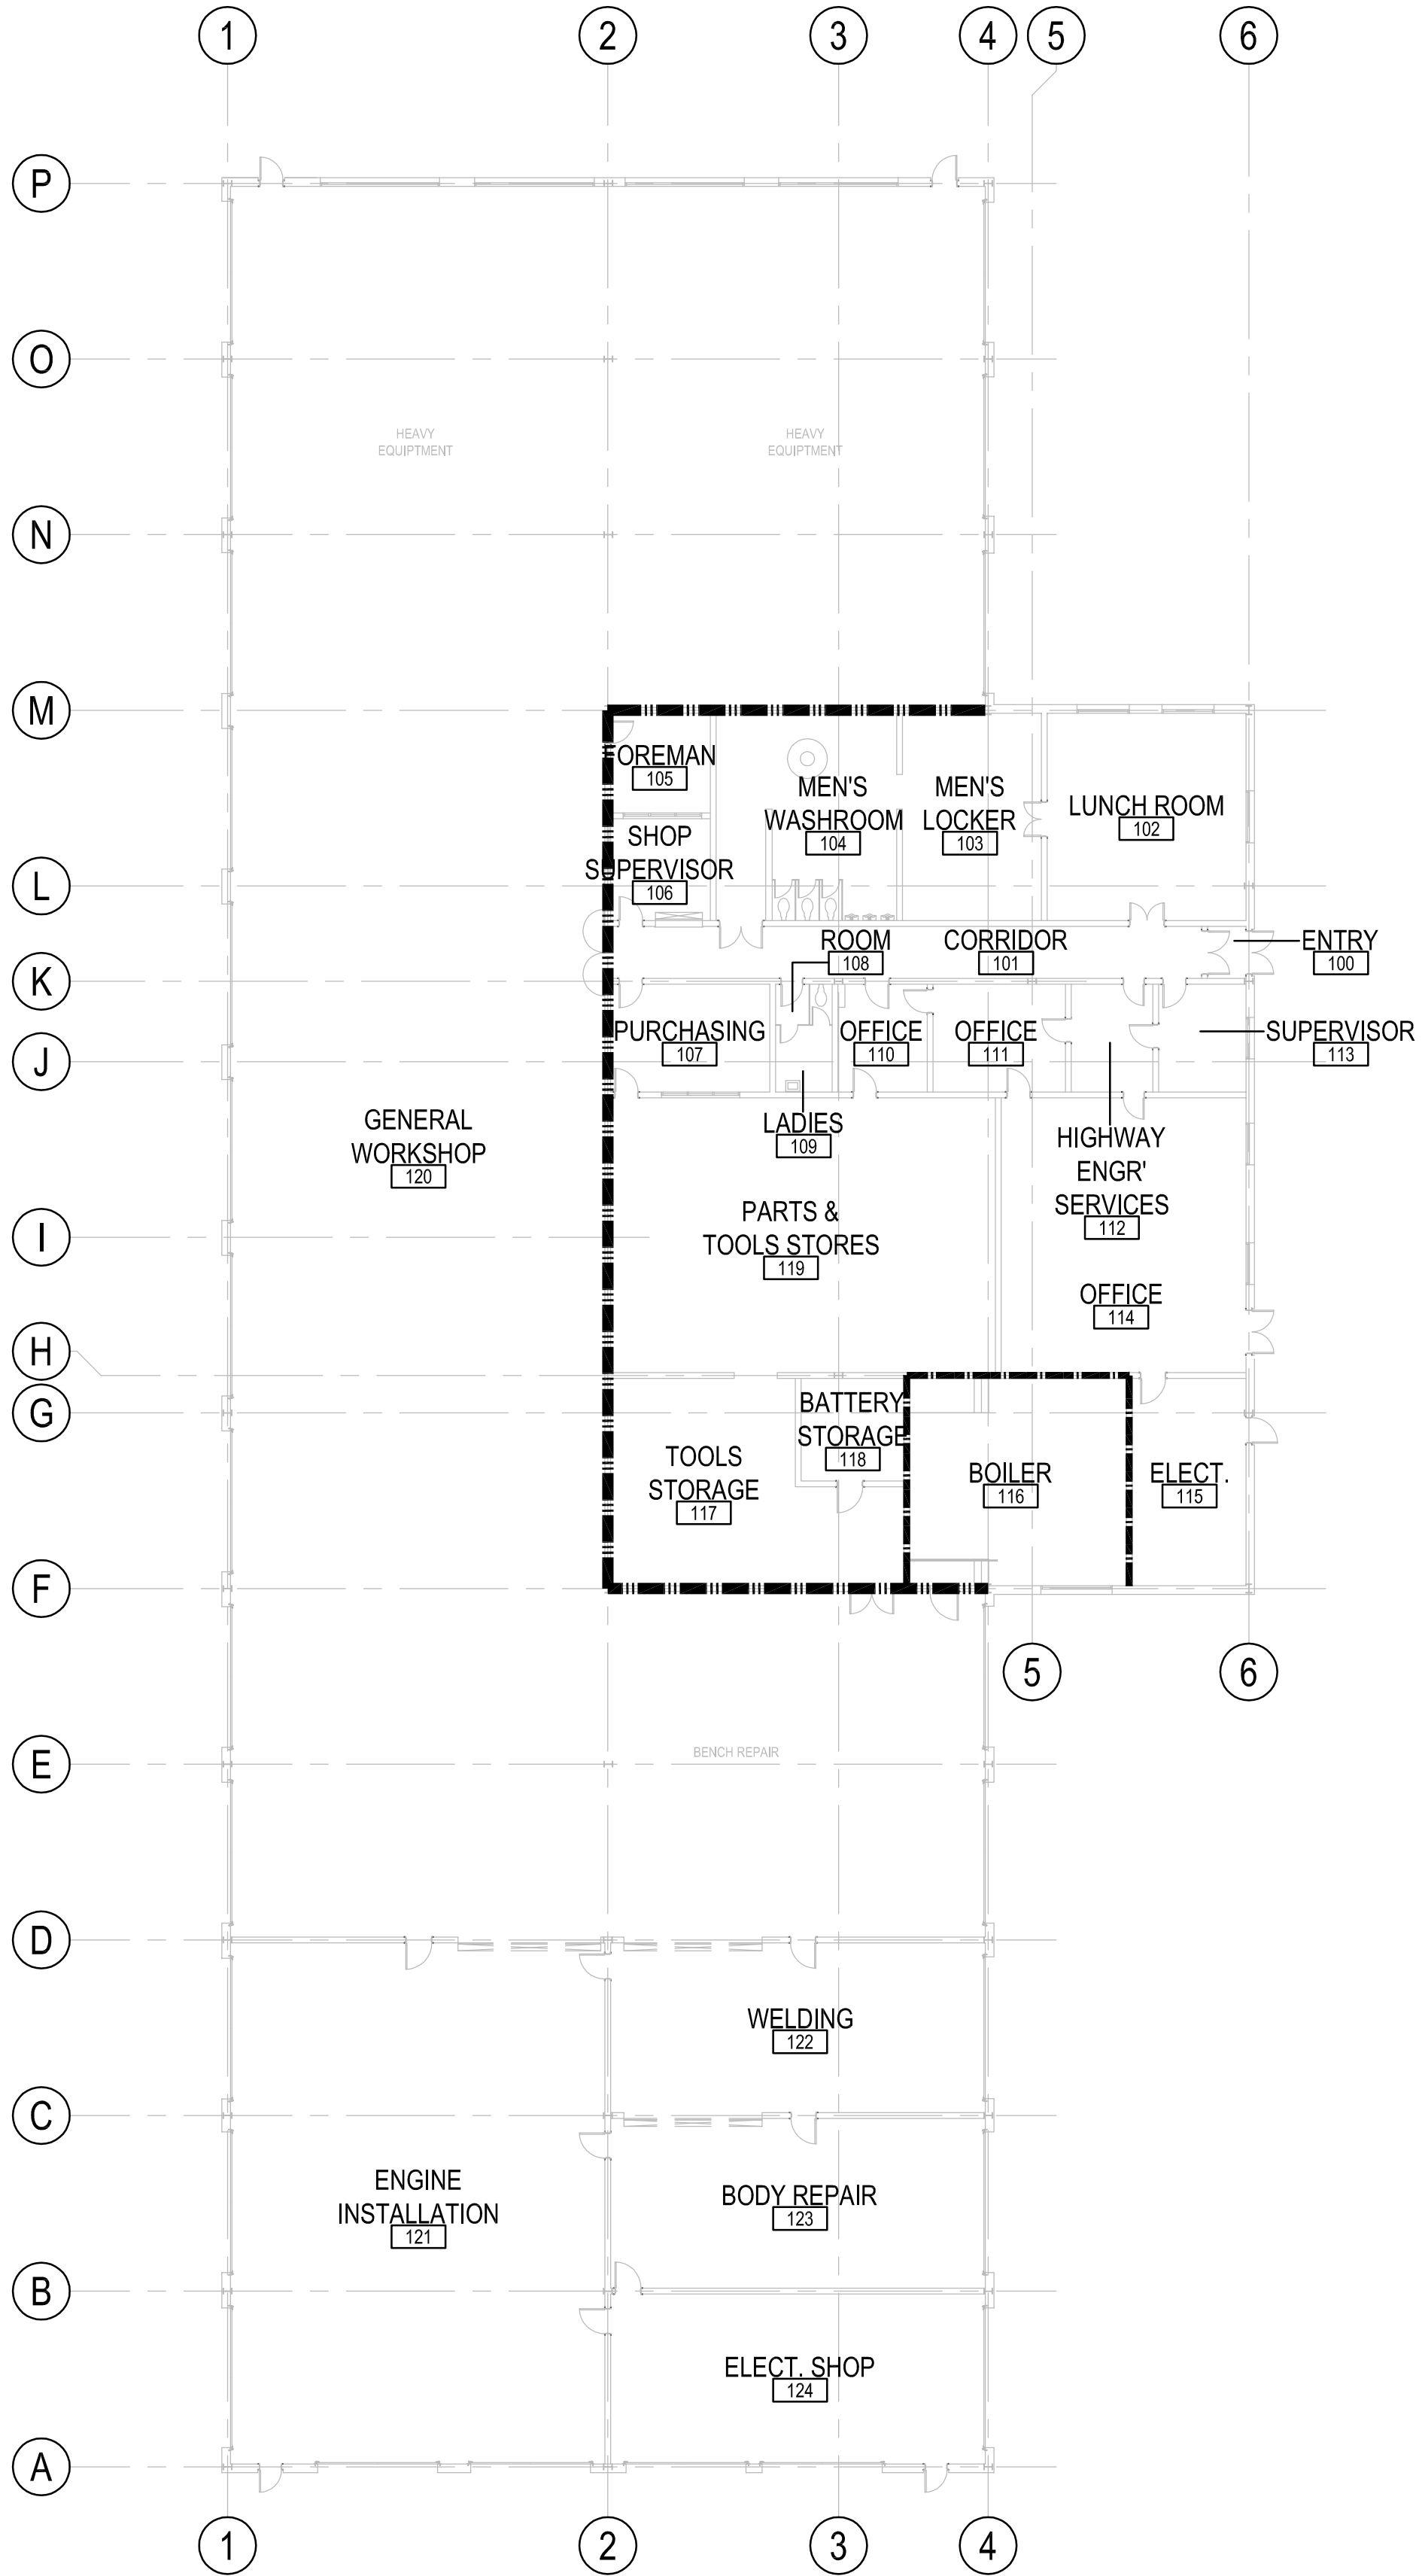 1 2 3 4 5 6
P
O
HEAVY
EQUIPTMENT
HEAVY
EQUIPTMENT
N
M
OREMAN
105
MEN'S
WASHROOM
104
MEN'S
LOCKER
103
LUNCH ROOM
102
SHOP
SUPERVISOR
106
L
ROOM
108
CORRIDOR
101
ENTRY
100
K
PURCHASING
107
OFFICE
110
OFFICE
111
SUPERVISOR
113
J
LADIES
109
GENERAL
WORKSHOP
120
HIGHWAY
ENGR'
SERVICES
112
PARTS &
TOOLS STORES
119
I
OFFICE
114
H
G
BATTERY
STORAGE
118
TOOLS
STORAGE
117
BOILER
116
ELECT.
115
F
5 6
E
BENCH REPAIR
D
WELDING
122
C
ENGINE
INSTALLATION
121
BODY REPAIR
123
B
ELECT. SHOP
124
A
1 2 3 4